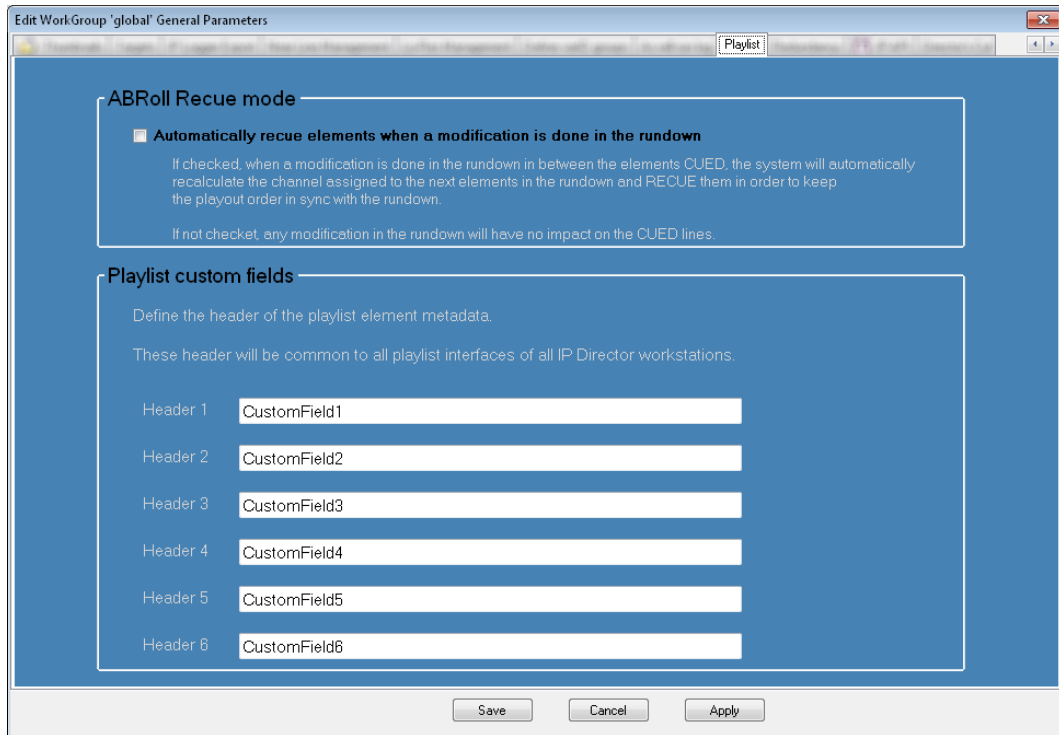 Edit WorkGroup 'global' General Parameters
Playlist
ABRoll Recue mode
Automatically recue elements when a modification is done in the rundown
If checked, when a modification is done in the rundown in between the elements CUED, the system will automatically
recalculate the channel assigned to the next elements in the rundown and RECUE them in order to keep
the playout order in sync with the rundown.
If not checket, any modification in the rundown will have no impact on the CUED lines.
Playlist custom fields
Define the header of the playlist element metadata.
These header will be common to all playlist interfaces of all IP Director workstations.
Header 1 CustomField1
Header 2 CustomField2
Header 3 CustomField3
Header 4 CustomField4
Header 5 CustomField5
Header 6 CustomField6
Save Cancel Apply